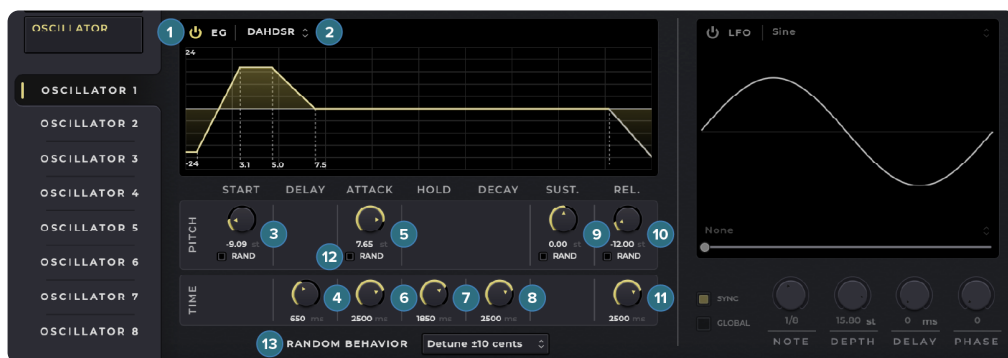 OSCILLATOR
1 EG DAHDSR 2
LFO Sine
24
-24 3.1 5.0 7.5
OSCILLATOR 1
OSCILLATOR 2
OSCILLATOR 3
OSCILLATOR 4
OSCILLATOR 5
OSCILLATOR 6
OSCILLATOR 7
OSCILLATOR 8
START DELAY ATTACK HOLD DECAY SUST. REL.
PITCH
3 5 9 10
-9.09 st 7.65 st 0.00 st -12.00 st
RAND 12 RAND RAND RAND
TIME
4 6 7 8 11
650 ms 2500 ms 1850 ms 2500 ms 2500 ms
13 RANDOM BEHAVIOR Detune ±10 cents
None
SYNC
GLOBAL
1/8 15.00 st 0 ms 0
NOTE DEPTH DELAY PHASE